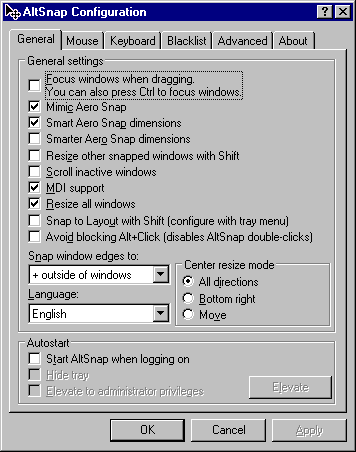 AltSnap Configuration
General Mouse Keyboard Blacklist Advanced About
General settings
Focus windows when dragging.
You can also press Ctrl to focus windows.
Mimic Aero Snap
Smart Aero Snap dimensions
Smarter Aero Snap dimensions
Resize other snapped windows with Shift
Scroll inactive windows
MDI support
Resize all windows
Snap to Layout with Shift (configure with tray menu)
Avoid blocking Alt+Click (disables AltSnap double-clicks)
Snap window edges to:
+ outside of windows
Language:
English
Center resize mode
All directions
Bottom right
Move
Autostart
Start AltSnap when logging on
Hide tray
Elevate to administrator privileges
Elevate
OK Cancel Apply